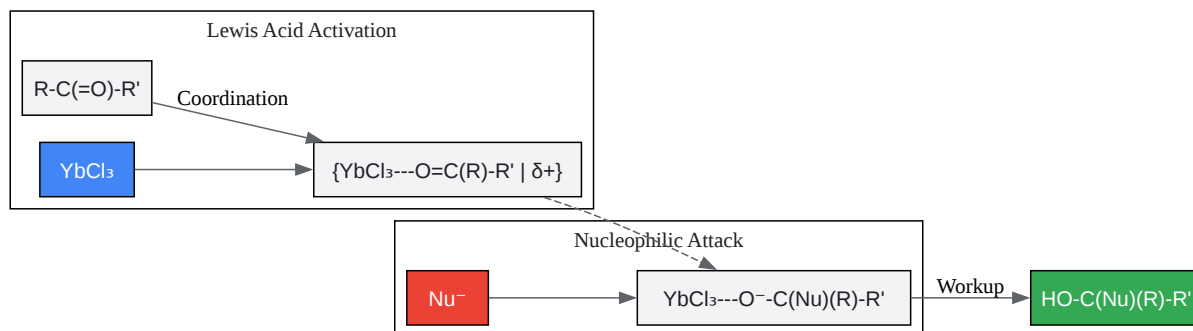 Lewis Acid Activation
R-C(=O)-R'
Coordination
YbCl₃
{YbCl₃---O=C(R)-R' | δ+}
Nucleophilic Attack
Nu⁻
YbCl₃---O⁻-C(Nu)(R)-R'
Workup
HO-C(Nu)(R)-R'